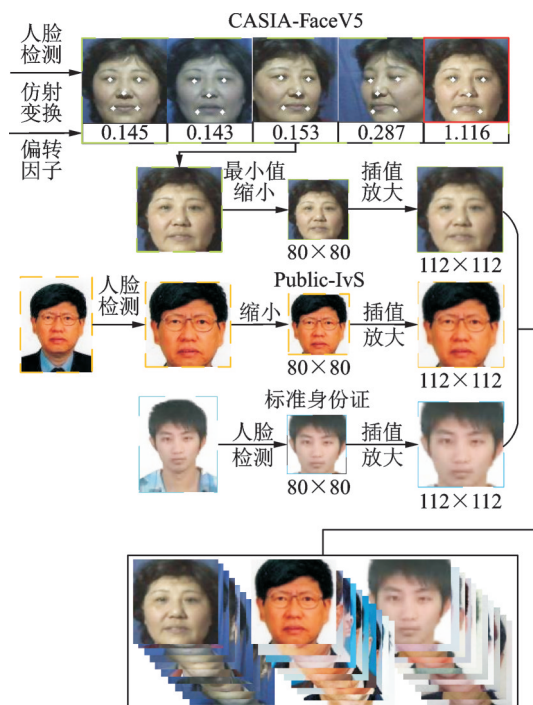 CASIA-FaceV5
人脸
检测
仿射
变换
偏转
因子
0.145 0.143 0.153 0.287 1.116
最小值
缩小
插值
放大
80×80
112×112
Public-IvS
人脸
检测
缩小
插值
放大
80×80
112×112
标准身份证
人脸
检测
插值
放大
80×80
112×112